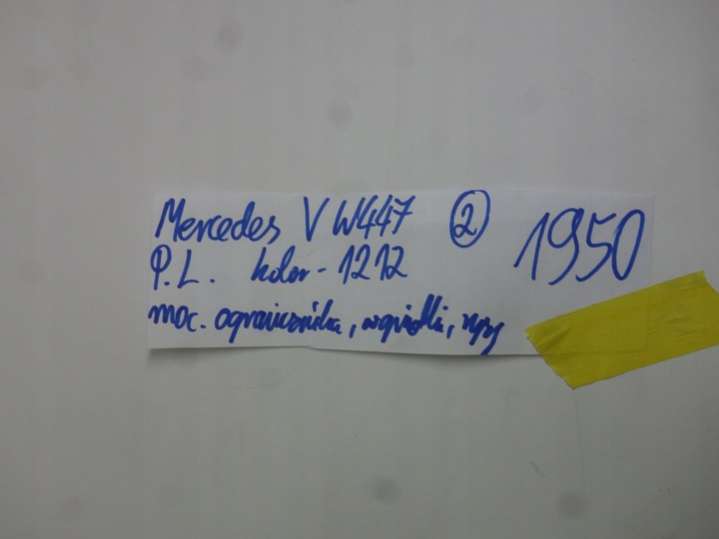 Mercedes V W447 ② 1950
P.L. kolor - 1212
moc. ogranicznika, wgniotki, rysy